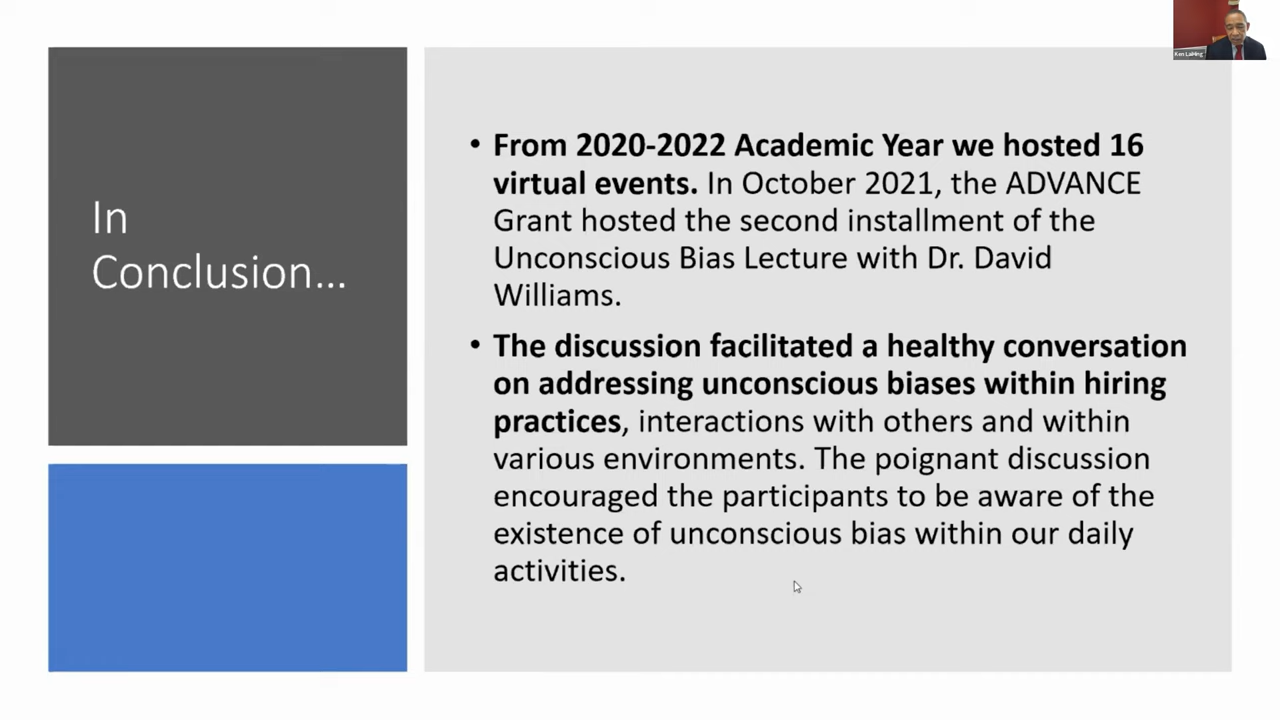 In
Conclusion...
• From 2020-2022 Academic Year we hosted 16
virtual events. In October 2021, the ADVANCE
Grant hosted the second installment of the
Unconscious Bias Lecture with Dr. David
Williams.
• The discussion facilitated a healthy conversation
on addressing unconscious biases within hiring
practices, interactions with others and within
various environments. The poignant discussion
encouraged the participants to be aware of the
existence of unconscious bias within our daily
activities.
Ken